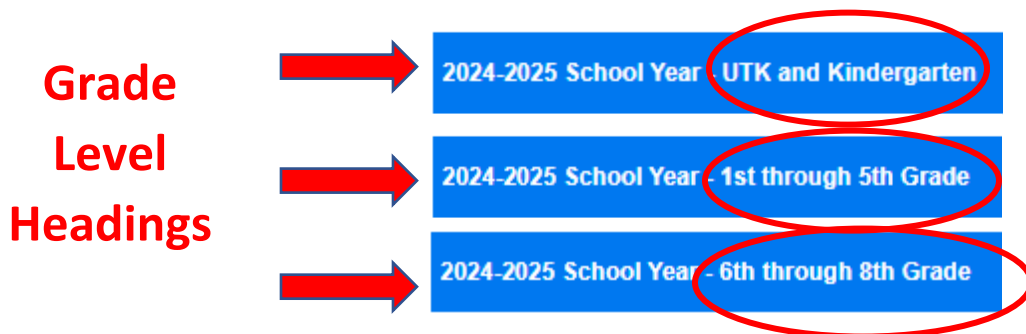 Grade
Level
Headings
2024-2025 School Year - UTK and Kindergarten
2024-2025 School Year - 1st through 5th Grade
2024-2025 School Year - 6th through 8th Grade